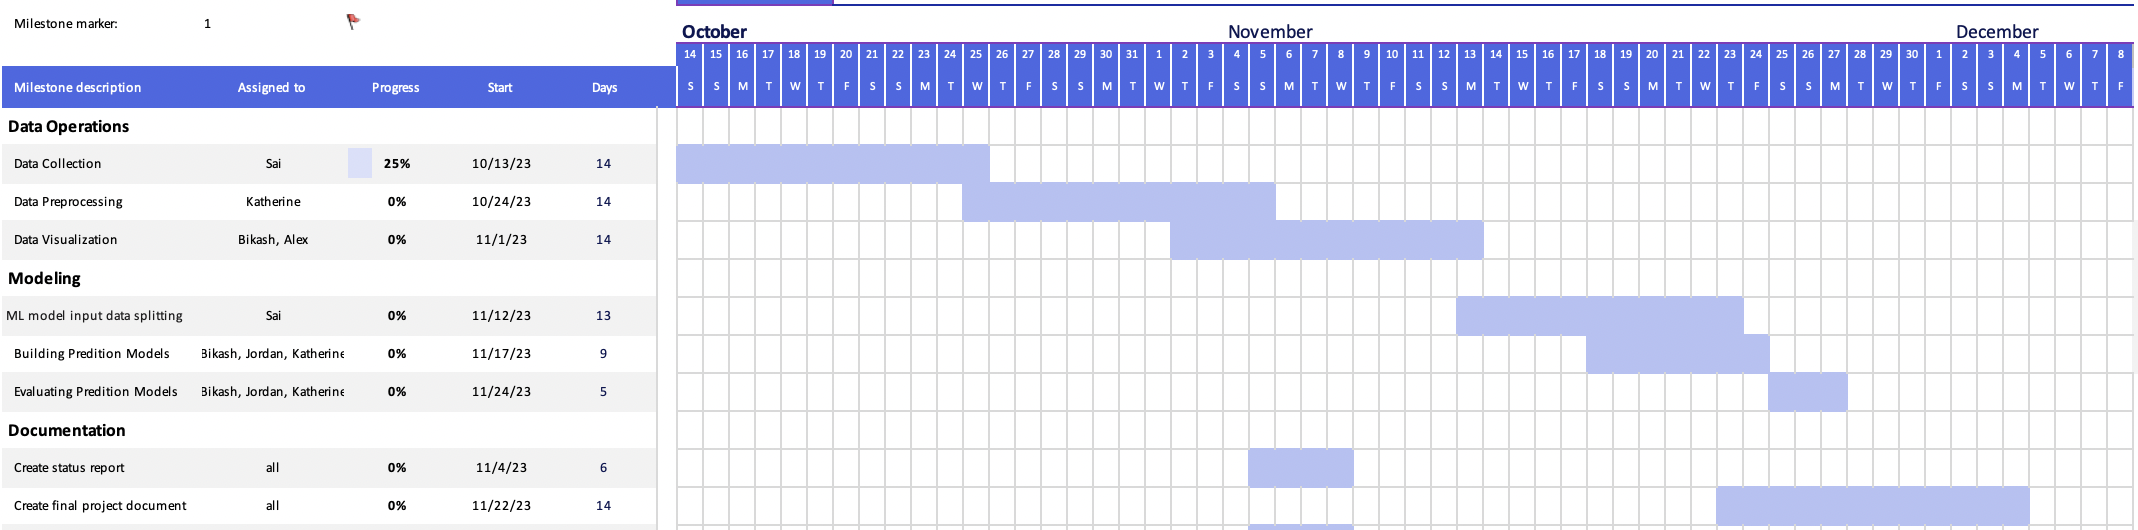 Milestone marker: 1
October November December
14 15 16 17 18 19 20 21 22 23 24 25 26 27 28 29 30 31 1 2 3 4 5 6 7 8 9 10 11 12 13 14 15 16 17 18 19 20 21 22 23 24 25 26 27 28 29 30 1 2 3 4 5 6 7 8
Milestone description Assigned to Progress Start Days S S M T W T F S S M T W T F S S M T W T F S S M T W T F S S M T W T F S S M T W T F S S M T W T F S S M T W T F
Data Operations
Data Collection Sai 25% 10/13/23 14
Data Preprocessing Katherine 0% 10/24/23 14
Data Visualization Bikash, Alex 0% 11/1/23 14
Modeling
ML model input data splitting Sai 0% 11/12/23 13
Building Predition Models Bikash, Jordan, Katherine 0% 11/17/23 9
Evaluating Predition Models Bikash, Jordan, Katherine 0% 11/24/23 5
Documentation
Create status report all 0% 11/4/23 6
Create final project document all 0% 11/22/23 14